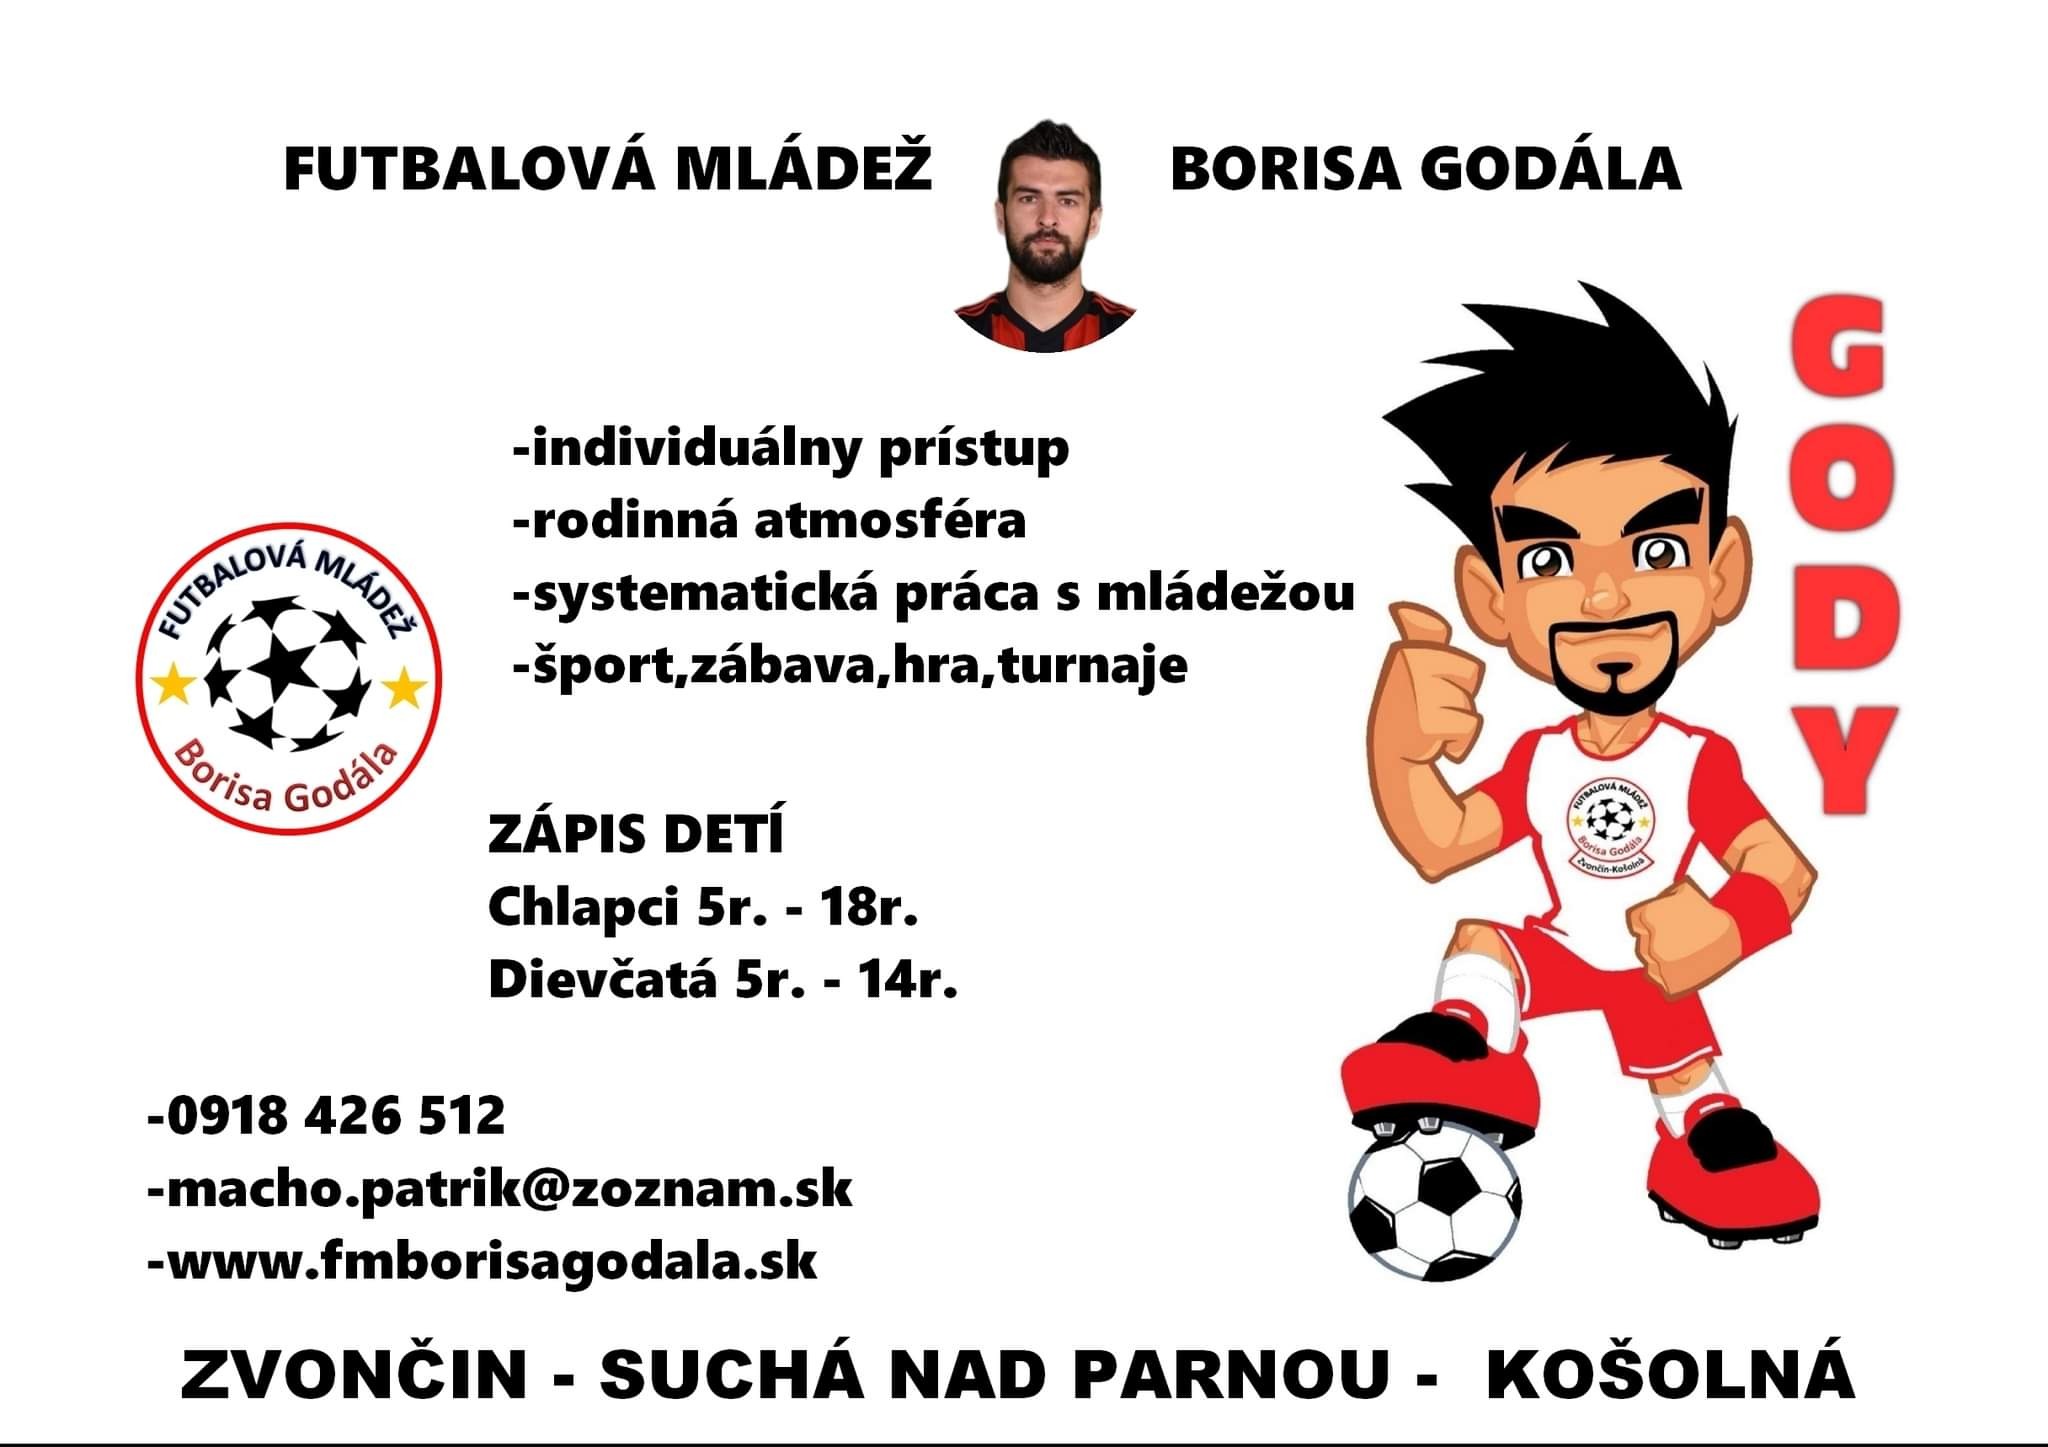 FUTBALOVÁ MLÁDEŽ BORISA GODÁLA
GODY
-individuálny prístup
-rodinná atmosféra
-systematická práca s mládežou
-šport,zábava,hra,turnaje
FUTBALOVÁ MLÁDEŽ
Borisa Godála
FUTBALOVÁ MLÁDEŽ
Borisa Godála
Zvončín-Košolná
ZÁPIS DETÍ
Chlapci 5r. - 18r.
Dievčatá 5r. - 14r.
-0918 426 512
-macho.patrik@zoznam.sk
-www.fmborisagodala.sk
ZVONČIN - SUCHÁ NAD PARNOU - KOŠOLNÁ